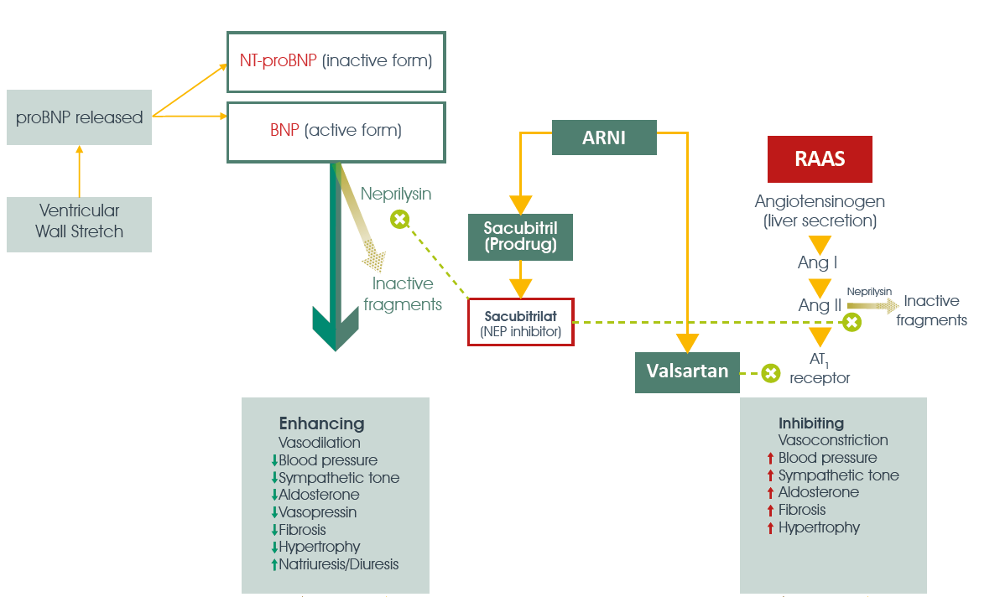 NT-proBNP (inactive form)
proBNP released
BNP (active form)
Ventricular
Wall Stretch
Neprilysin
Inactive
fragments
ARNI
Sacubitril
(Prodrug)
Sacubitrilat
(NEP inhibitor)
Valsartan
RAAS
Angiotensinogen
(liver secretion)
Ang I
Ang II
Neprilysin
Inactive
fragments
AT1
receptor
Enhancing
Vasodilation
↓Blood pressure
↓Sympathetic tone
↓Aldosterone
↓Vasopressin
↓Fibrosis
↓Hypertrophy
↑Natriuresis/Diuresis
Inhibiting
Vasoconstriction
↑ Blood pressure
↑ Sympathetic tone
↑ Aldosterone
↑ Fibrosis
↑ Hypertrophy